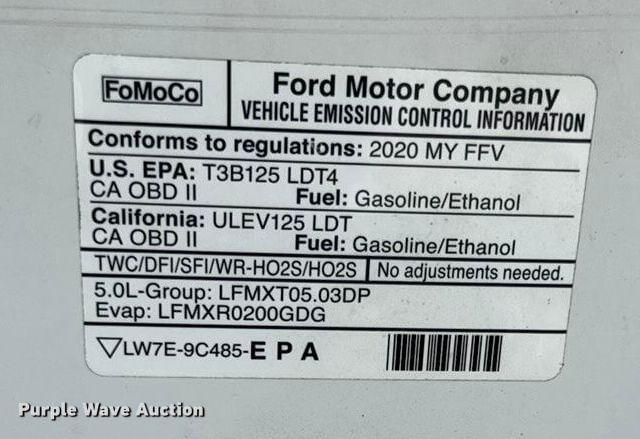 FoMoCo
Ford Motor Company
VEHICLE EMISSION CONTROL INFORMATION
Conforms to regulations: 2020 MY FFV
U.S. EPA: T3B125 LDT4
CA OBD II Fuel: Gasoline/Ethanol
California: ULEV125 LDT
CA OBD II Fuel: Gasoline/Ethanol
TWC/DFI/SFI/WR-HO2S/HO2S No adjustments needed.
5.0L-Group: LFMXT05.03DP
Evap: LFMXR0200GDG
▽LW7E-9C485-E P A
Purple Wave Auction